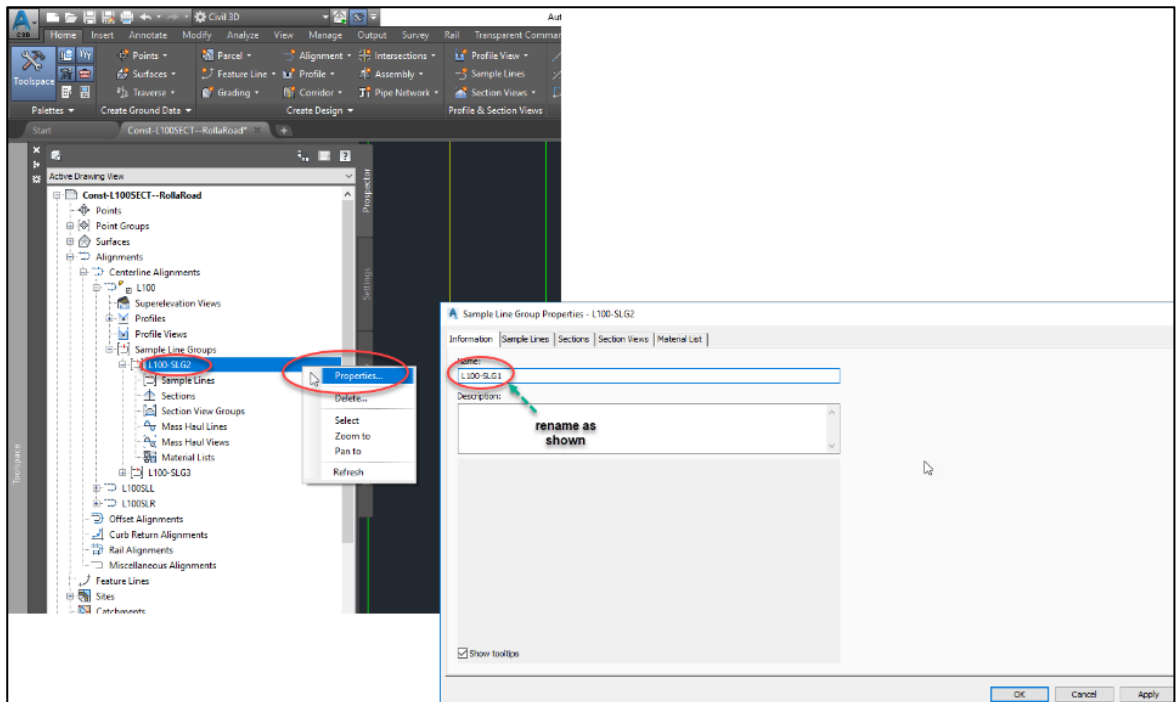 Civil 3D
Aut
C3D
Home Insert Annotate Modify Analyze View Manage Output Survey Rail Transparent Comman
Toolspace
Points
Parcel
Alignment
Intersections
Profile View
Surfaces
Feature Line
Profile
Assembly
Sample Lines
Traverse
Grading
Corridor
Pipe Network
Section Views
Palettes
Create Ground Data
Create Design
Profile & Section Views
Start
Const-L100SECT--RollaRoad*
Active Drawing View
Prospector
Settings
Toolspace
Const-L100SECT--RollaRoad
Points
Point Groups
Surfaces
Alignments
Centerline Alignments
L100
Superelevation Views
Profiles
Profile Views
Sample Line Groups
L100-SLG2
Sample Lines
Sections
Section View Groups
Mass Haul Lines
Mass Haul Views
Material Lists
L100-SLG3
L100SLL
L100SLR
Offset Alignments
Curb Return Alignments
Rail Alignments
Miscellaneous Alignments
Feature Lines
Sites
Catchments
Properties...
Delete...
Select
Zoom to
Pan to
Refresh
Sample Line Group Properties - L100-SLG2
Information Sample Lines Sections Section Views Material List
Name:
L100-SLG1
Description:
rename as
shown
Show tooltips
OK Cancel Apply